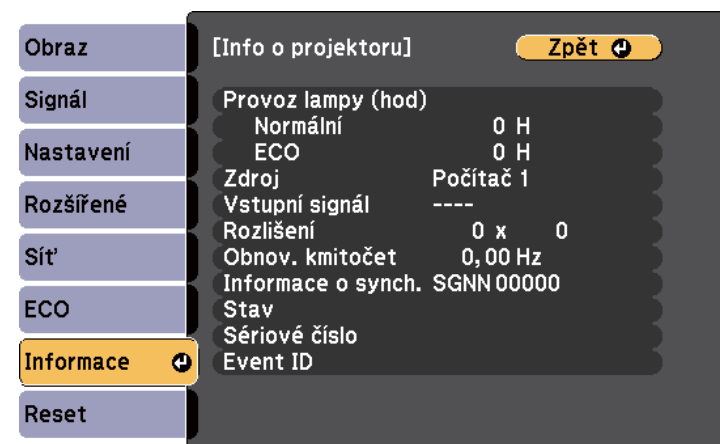 Obraz
Signál
Nastavení
Rozšířené
Síť
ECO
Informace
Reset
[Info o projektoru]
Zpět
Provoz lampy (hod)
Normální 0 H
ECO 0 H
Zdroj Počítač 1
Vstupní signál ----
Rozlišení 0 x 0
Obnov. kmitočet 0,00 Hz
Informace o synch. SGNN 00000
Stav
Sériové číslo
Event ID